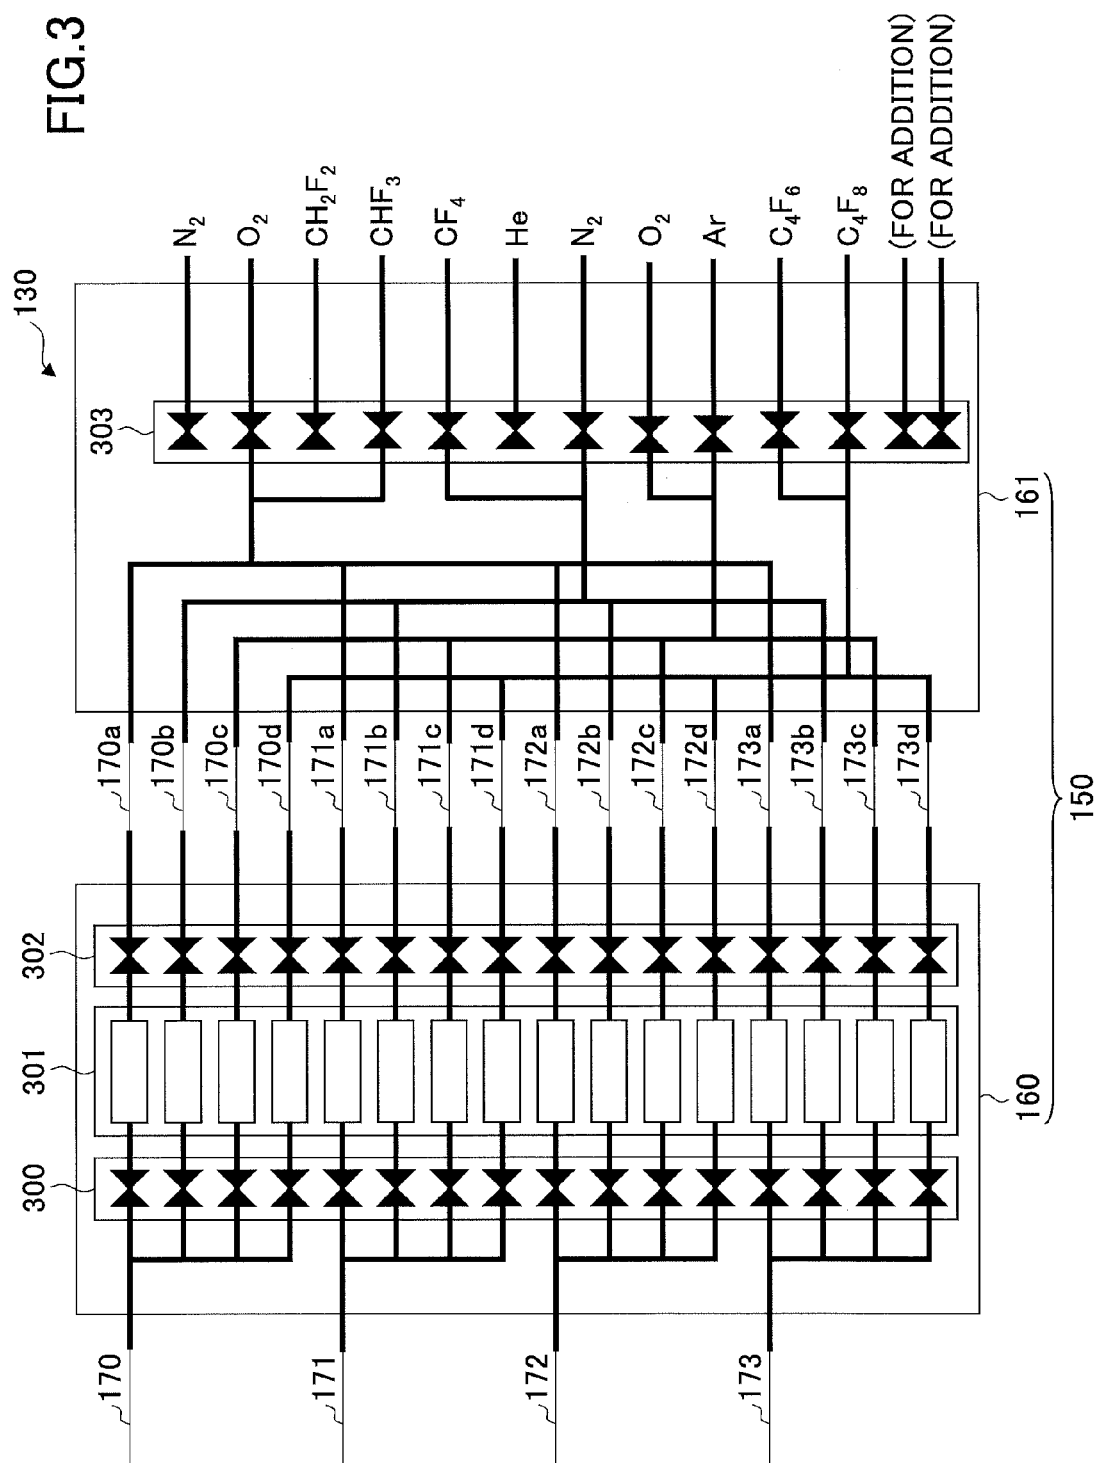 FIG.3
130
303
N2
O2
CH2F2
CHF3
CF4
He
N2
O2
Ar
C4F6
C4F8
(FOR ADDITION)
(FOR ADDITION)
161
150
170a
170b
170c
170d
171a
171b
171c
171d
172a
172b
172c
172d
173a
173b
173c
173d
302
301
300
160
170
171
172
173